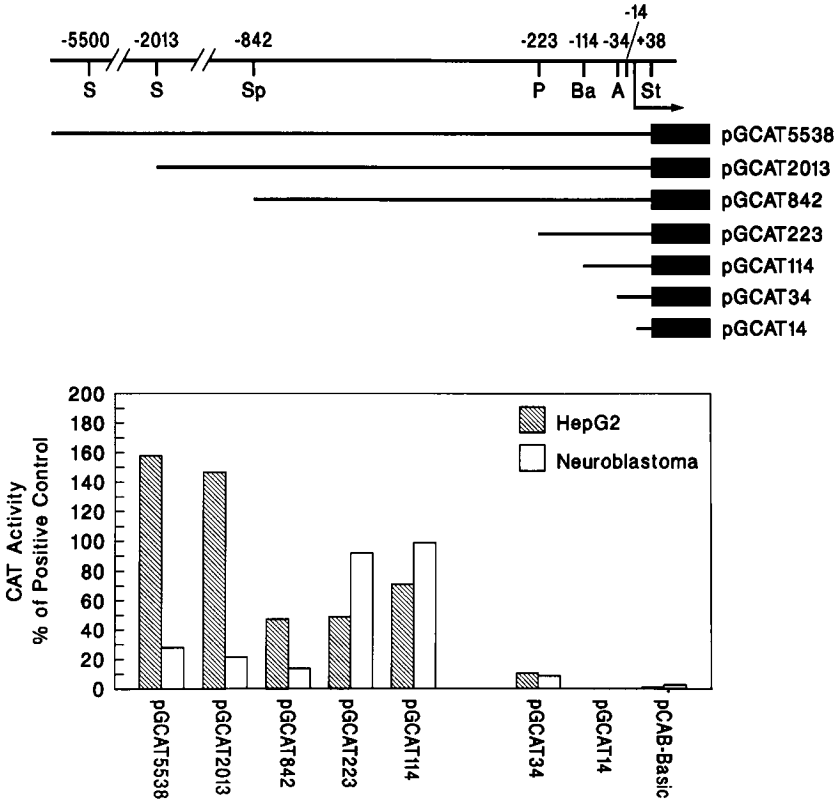 -14
-5500 -2013 -842 -223 -114 -34 +38
S S Sp P Ba A St
pGCAT5538
pGCAT2013
pGCAT842
pGCAT223
pGCAT114
pGCAT34
pGCAT14
CAT Activity
% of Positive Control
200
180
160
140
120
100
80
60
40
20
0
HepG2
Neuroblastoma
pGCAT5538
pGCAT2013
pGCAT842
pGCAT223
pGCAT114
pGCAT34
pGCAT14
pCAB-Basic